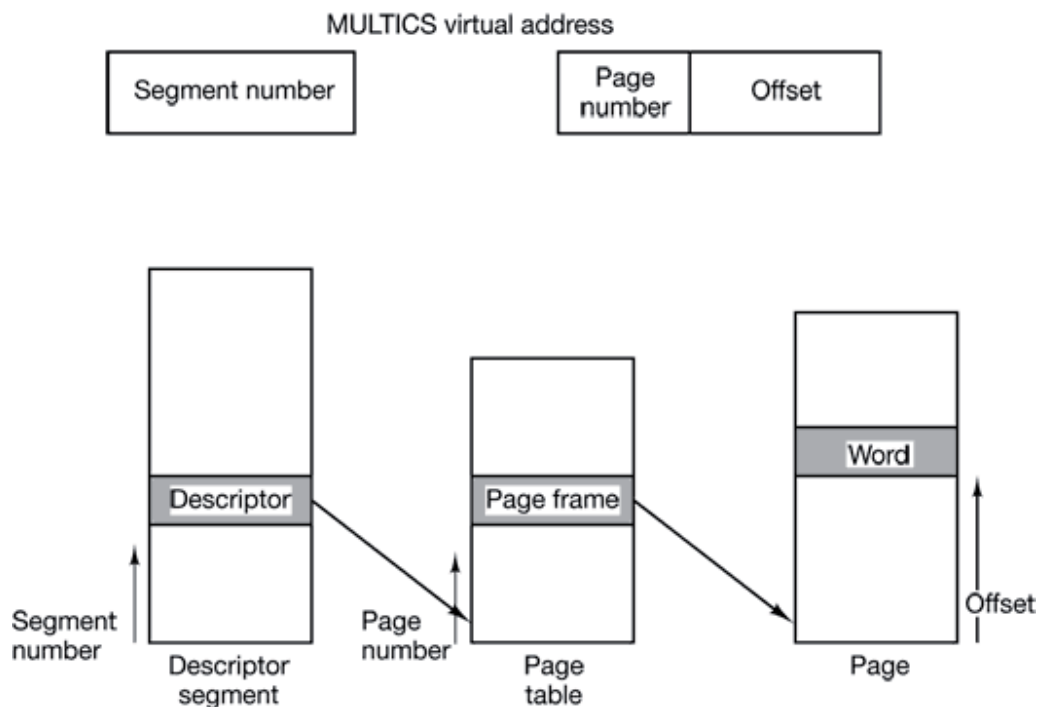 MULTICS virtual address
Segment number
Page
number
Offset
Descriptor
Page frame
Word
Segment
number
Page
number
Offset
Descriptor
segment
Page
table
Page